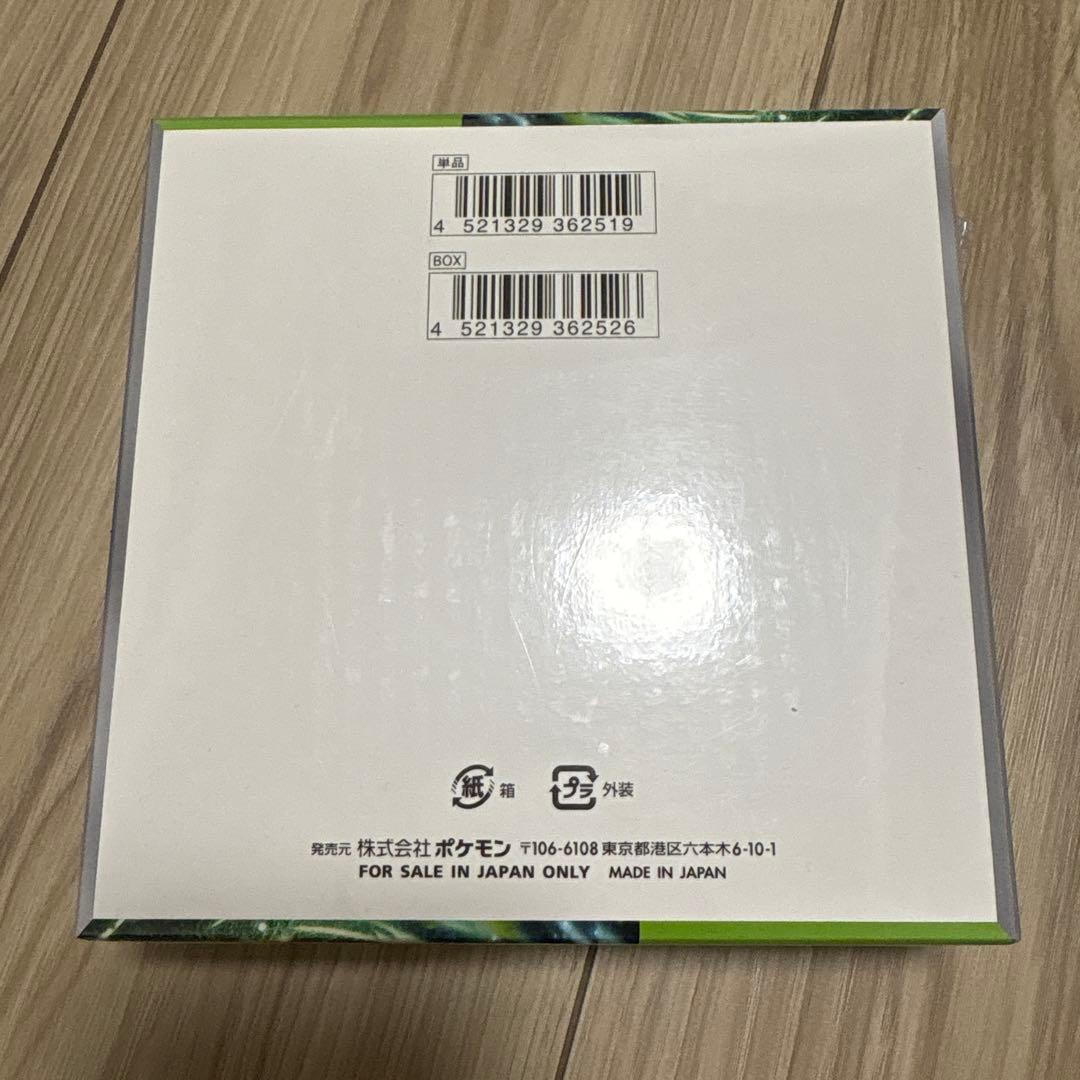 単品
4 521329 362519
BOX
4 521329 362526
紙 箱 プラ 外装
発売元 株式会社ポケモン 〒106-6108 東京都港区六本木6-10-1
FOR SALE IN JAPAN ONLY MADE IN JAPAN